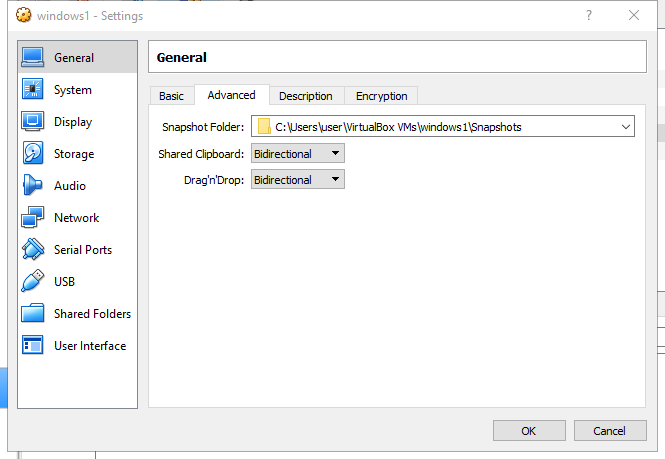 windows1 - Settings
?
General
System
Display
Storage
Audio
Network
Serial Ports
USB
Shared Folders
User Interface
General
Basic
Advanced
Description
Encryption
Snapshot Folder: C:\Users\user\VirtualBox VMs\windows1\Snapshots
Shared Clipboard: Bidirectional
Drag'n'Drop: Bidirectional
OK
Cancel